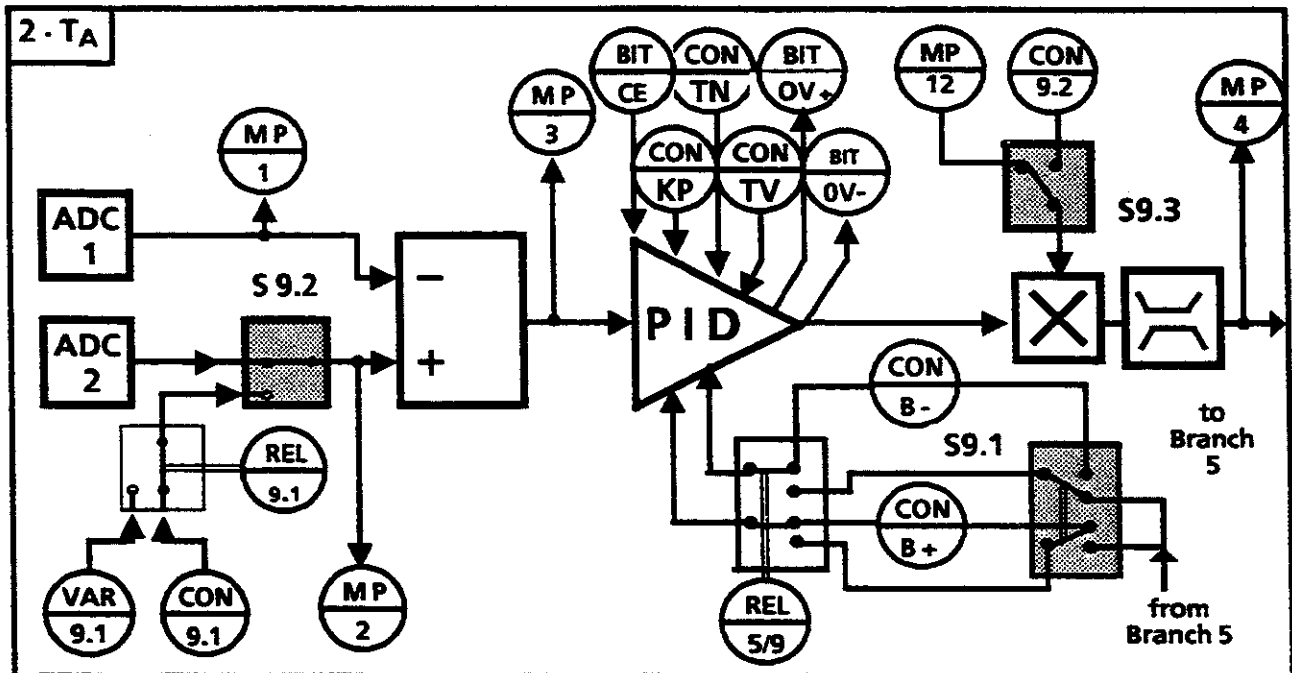 2 · TA
BIT
CE
CON
TN
BIT
OV+
MP
12
CON
9.2
MP
3
MP
4
MP
1
CON
KP
CON
TV
BIT
OV-
ADC
1
S9.3
S 9.2
−
PID
ADC
2
+
CON
B -
to
Branch
5
REL
9.1
S9.1
CON
B +
VAR
9.1
CON
9.1
MP
2
REL
5/9
from
Branch 5